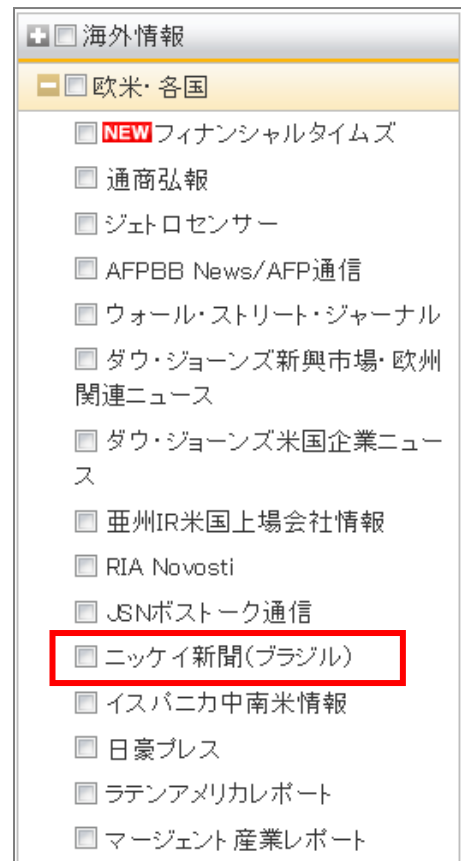 海外情報
欧米・各国
NEWフィナンシャルタイムズ
通商弘報
ジェトロセンサー
AFPBB News/AFP通信
ウォール・ストリート・ジャーナル
ダウ・ジョーンズ新興市場・欧州
関連ニュース
ダウ・ジョーンズ米国企業ニュー
ス
亜州IR米国上場会社情報
RIA Novosti
JSNボストーク通信
ニッケイ新聞(ブラジル)
イスパニカ中南米情報
日豪プレス
ラテンアメリカレポート
マージェント産業レポート